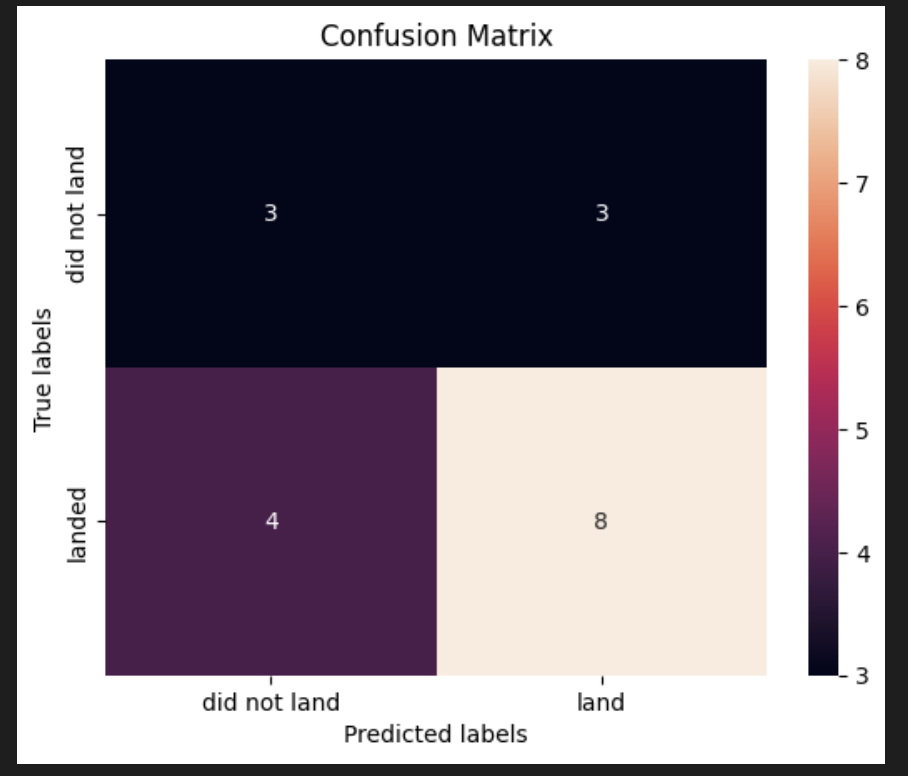 Confusion Matrix
did not land
landed
True labels
3
3
4
8
did not land
land
Predicted labels
8
7
6
5
4
3